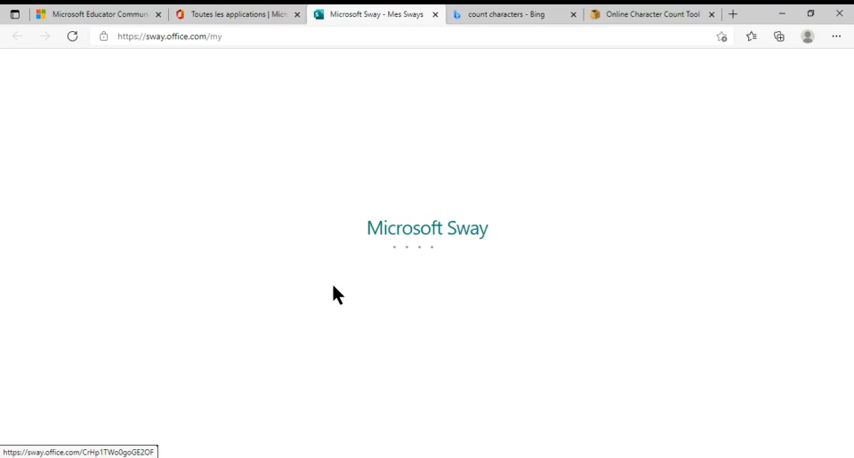 Microsoft Educator Commun
Toutes les applications | Micr
Microsoft Sway - Mes Sways
count characters - Bing
Online Character Count Tool
https://sway.office.com/my
Microsoft Sway
https://sway.office.com/CrHp1TWo0goGE2OF